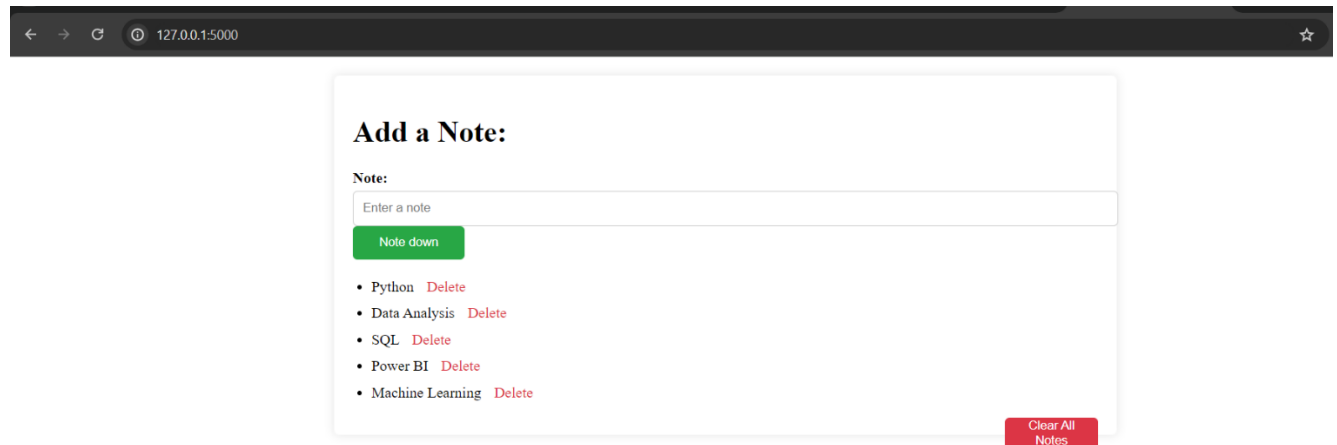 127.0.0.1:5000
Add a Note:
Note:
Enter a note
Note down
Python Delete
Data Analysis Delete
SQL Delete
Power BI Delete
Machine Learning Delete
Clear All
Notes